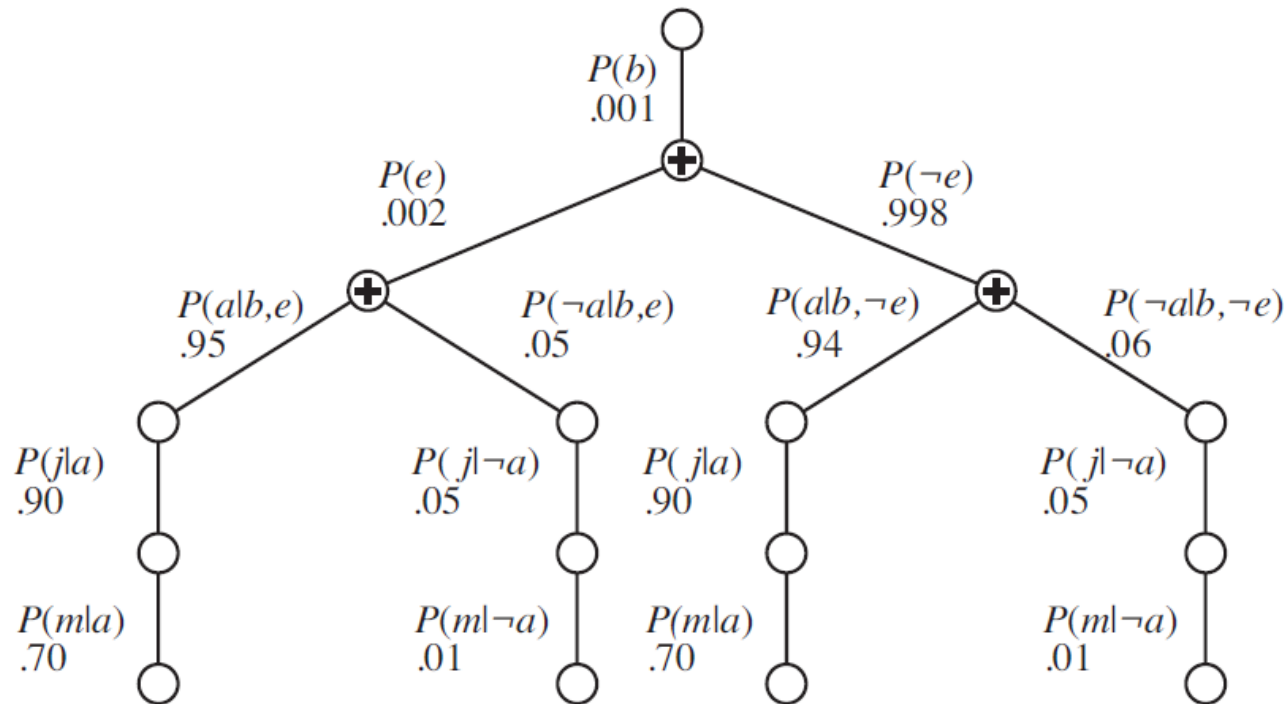 P(b)
.001
P(e)
.002
P(¬e)
.998
P(a|b,e)
.95
P(¬a|b,e)
.05
P(a|b,¬e)
.94
P(¬a|b,¬e)
.06
P(j|a)
.90
P(j|¬a)
.05
P(j|a)
.90
P(j|¬a)
.05
P(m|a)
.70
P(m|¬a)
.01
P(m|a)
.70
P(m|¬a)
.01